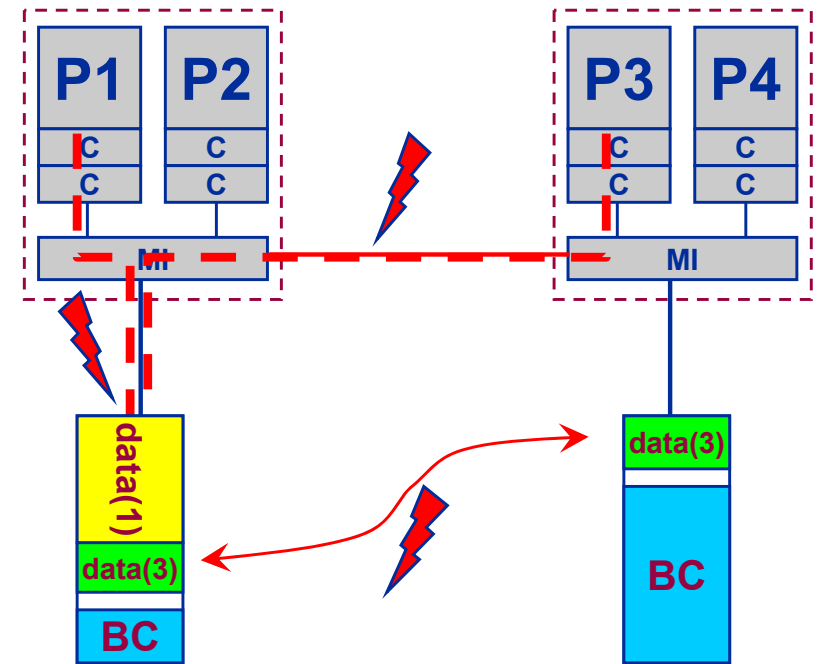 P1 P2 P3 P4
C C C C
C C C C
MI MI
data(1)
data(3)
data(3)
BC
BC